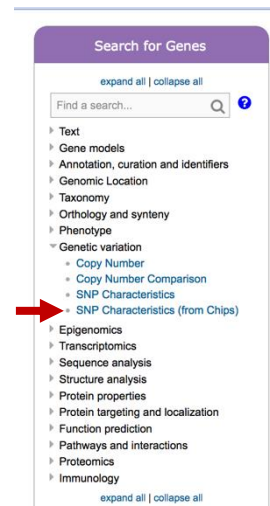 Search for Genes
expand all | collapse all
Find a search...
?
Text
Gene models
Annotation, curation and identifiers
Genomic Location
Taxonomy
Orthology and synteny
Phenotype
Genetic variation
Copy Number
Copy Number Comparison
SNP Characteristics
SNP Characteristics (from Chips)
Epigenomics
Transcriptomics
Sequence analysis
Structure analysis
Protein properties
Protein targeting and localization
Function prediction
Pathways and interactions
Proteomics
Immunology
expand all | collapse all